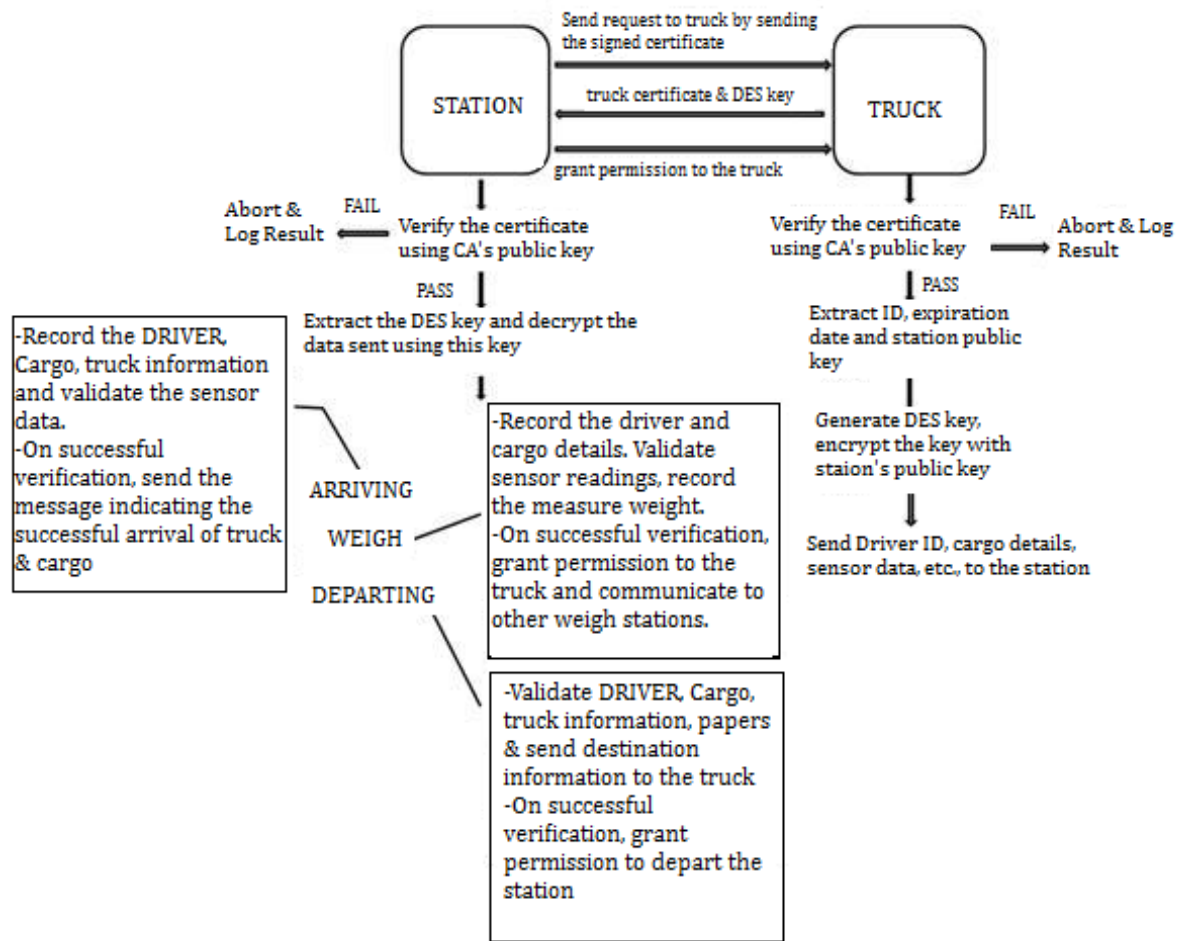 Send request to truck by sending
the signed certificate
STATION
TRUCK
truck certificate & DES key
grant permission to the truck
Abort &
Log Result
FAIL
Verify the certificate
using CA's public key
PASS
Extract the DES key and decrypt the
data sent using this key
Verify the certificate
using CA's public key
FAIL
Abort & Log
Result
PASS
Extract ID, expiration
date and station public
key
Generate DES key,
encrypt the key with
staion's public key
Send Driver ID, cargo details,
sensor data, etc., to the station
-Record the DRIVER,
Cargo, truck information
and validate the sensor
data.
-On successful
verification, send the
message indicating the
successful arrival of truck
& cargo
ARRIVING
WEIGH
DEPARTING
-Record the driver and
cargo details. Validate
sensor readings, record
the measure weight.
-On successful verification,
grant permission to the
truck and communicate to
other weigh stations.
-Validate DRIVER, Cargo,
truck information, papers
& send destination
information to the truck
-On successful
verification, grant
permission to depart the
station